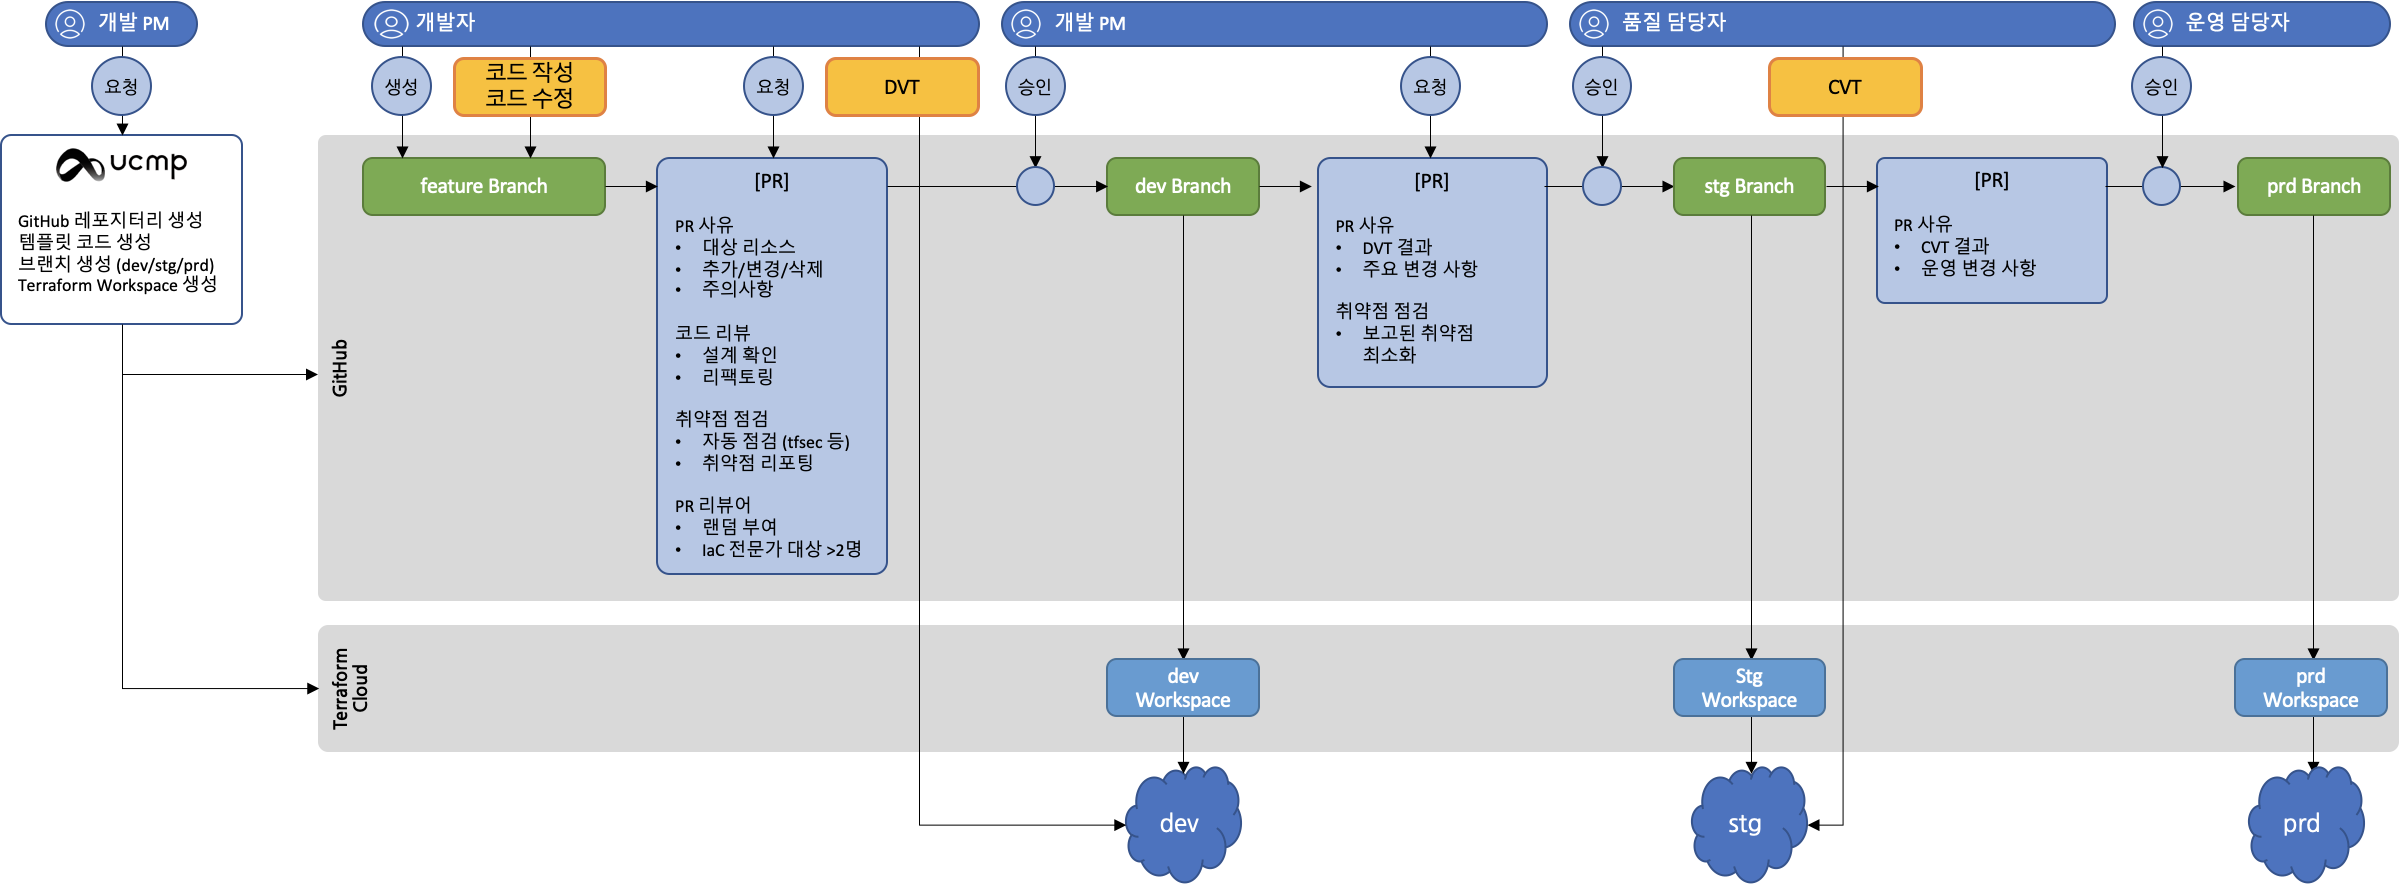 개발 PM
개발자
개발 PM
품질 담당자
운영 담당자
요청
생성
코드 작성
코드 수정
요청
DVT
승인
요청
승인
CVT
승인
ucmp
GitHub 레포지터리 생성
템플릿 코드 생성
브랜치 생성 (dev/stg/prd)
Terraform Workspace 생성
GitHub
feature Branch
[PR]
PR 사유
• 대상 리소스
• 추가/변경/삭제
• 주의사항
코드 리뷰
• 설계 확인
• 리팩토링
취약점 점검
• 자동 점검 (tfsec 등)
• 취약점 리포팅
PR 리뷰어
• 랜덤 부여
• IaC 전문가 대상 >2명
dev Branch
[PR]
PR 사유
• DVT 결과
• 주요 변경 사항
취약점 점검
• 보고된 취약점
최소화
stg Branch
[PR]
PR 사유
• CVT 결과
• 운영 변경 사항
prd Branch
Terraform
Cloud
dev
Workspace
Stg
Workspace
prd
Workspace
dev
stg
prd